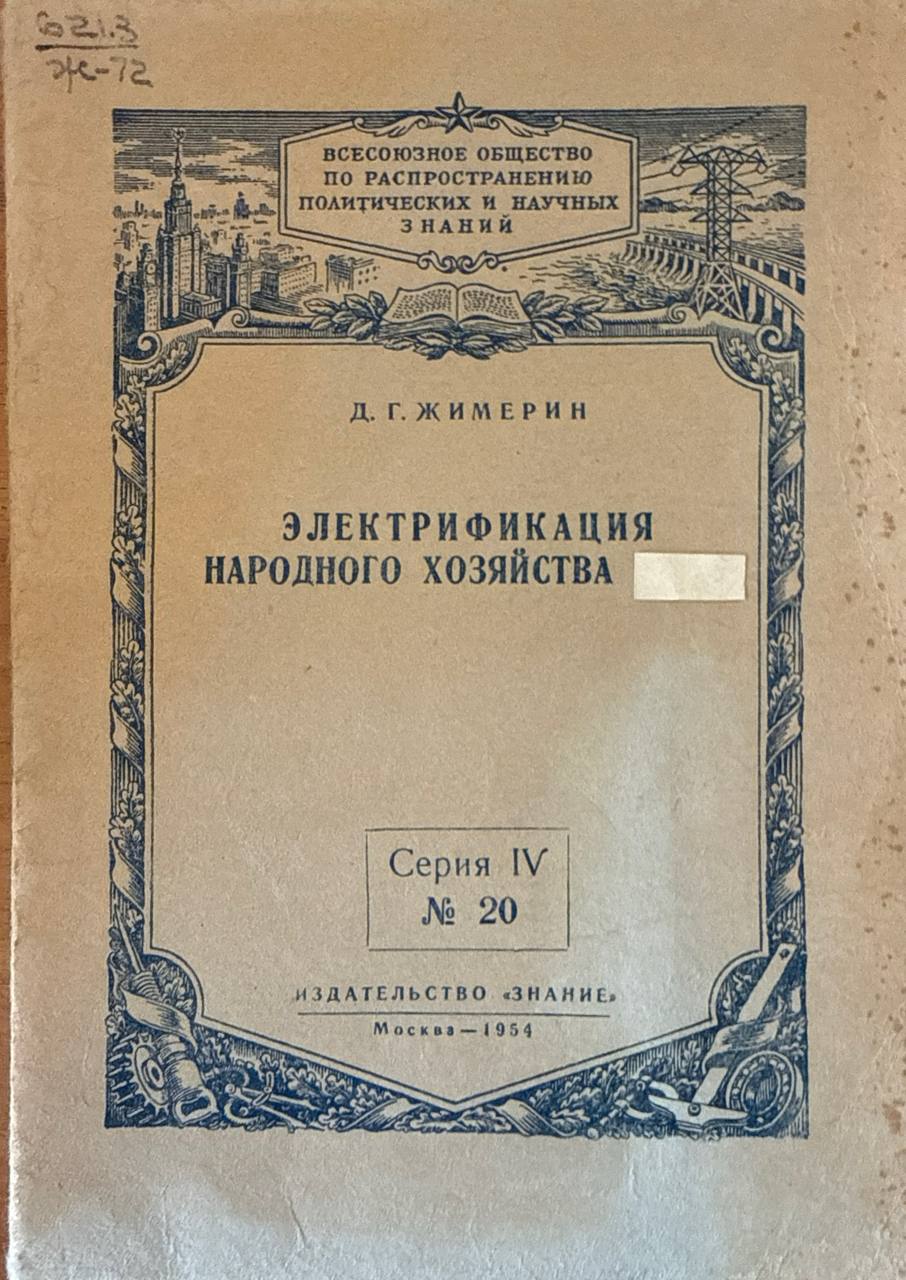 621.3
Ж-72
ВСЕСОЮЗНОЕ ОБЩЕСТВО
ПО РАСПРОСТРАНЕНИЮ
ПОЛИТИЧЕСКИХ И НАУЧНЫХ
ЗНАНИЙ
Д. Г. ЖИМЕРИН
ЭЛЕКТРИФИКАЦИЯ
НАРОДНОГО ХОЗЯЙСТВА
Серия IV
№ 20
ИЗДАТЕЛЬСТВО «ЗНАНИЕ»
Москва — 1954